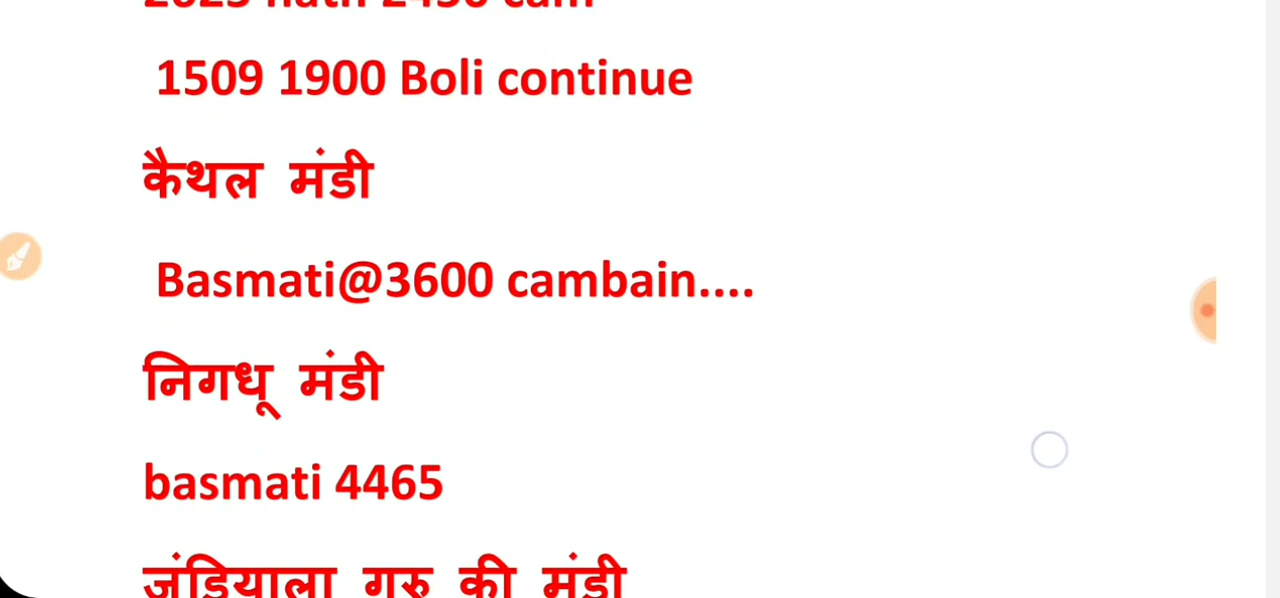 1509 1900 Boli continue
कैथल मंडी
Basmati@3600 cambain....
निगधू मंडी
basmati 4465
जंडियाला गुरु की मंडी